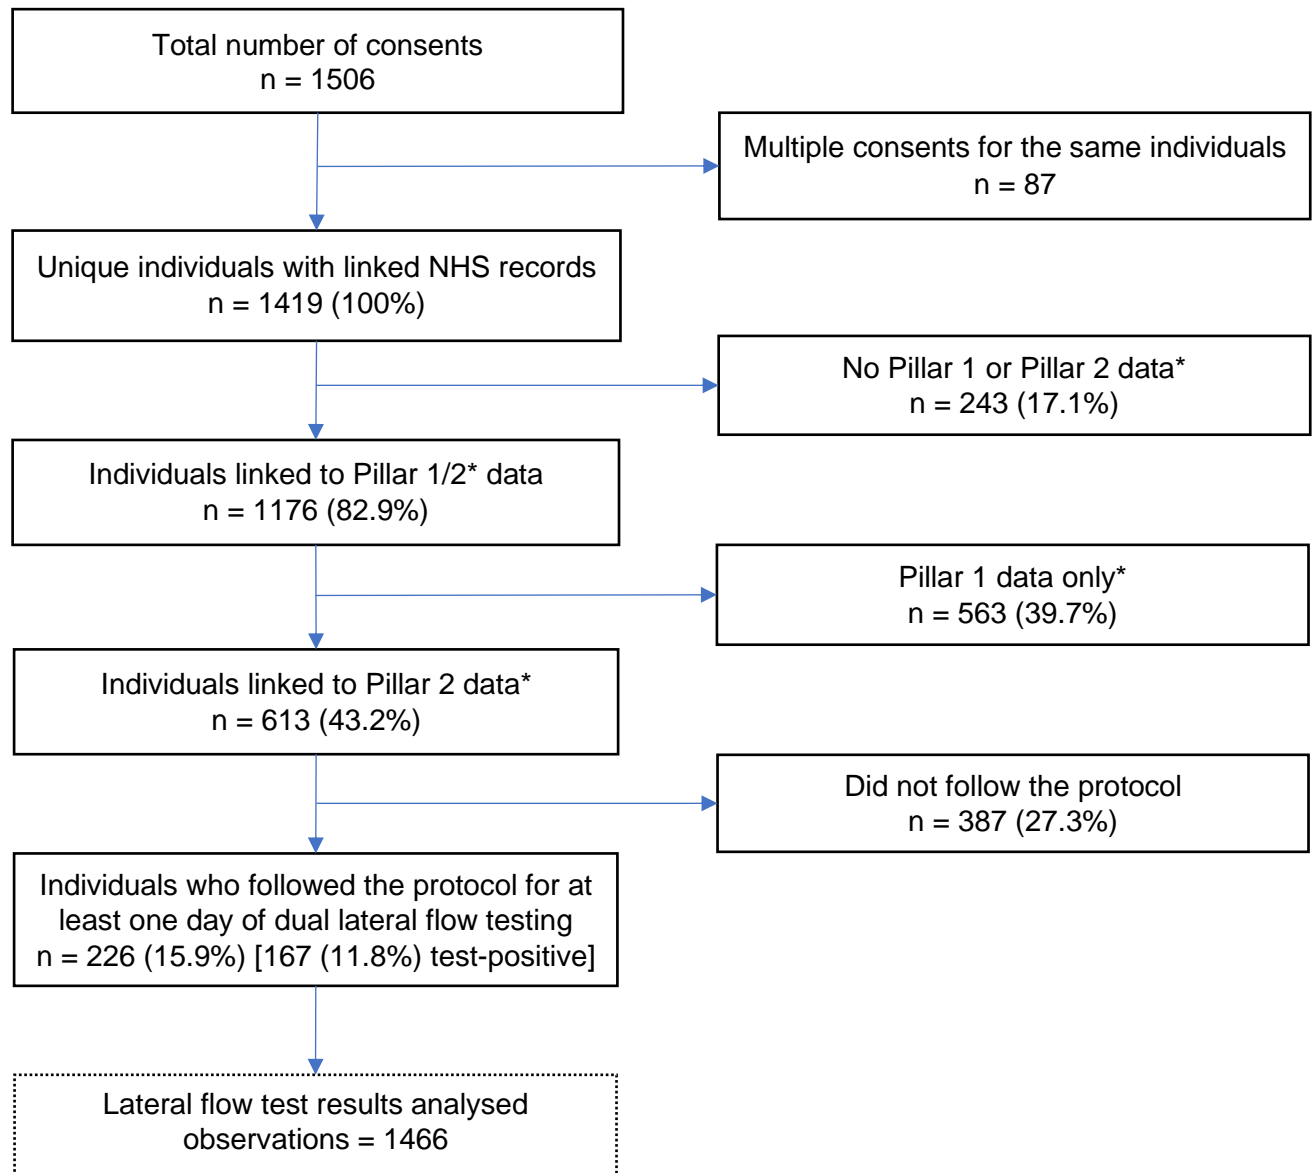 Total number of consents
n = 1506
Multiple consents for the same individuals
n = 87
Unique individuals with linked NHS records
n = 1419 (100%)
No Pillar 1 or Pillar 2 data*
n = 243 (17.1%)
Individuals linked to Pillar 1/2* data
n = 1176 (82.9%)
Pillar 1 data only*
n = 563 (39.7%)
Individuals linked to Pillar 2 data*
n = 613 (43.2%)
Did not follow the protocol
n = 387 (27.3%)
Individuals who followed the protocol for at
least one day of dual lateral flow testing
n = 226 (15.9%) [167 (11.8%) test-positive]
Lateral flow test results analysed
observations = 1466